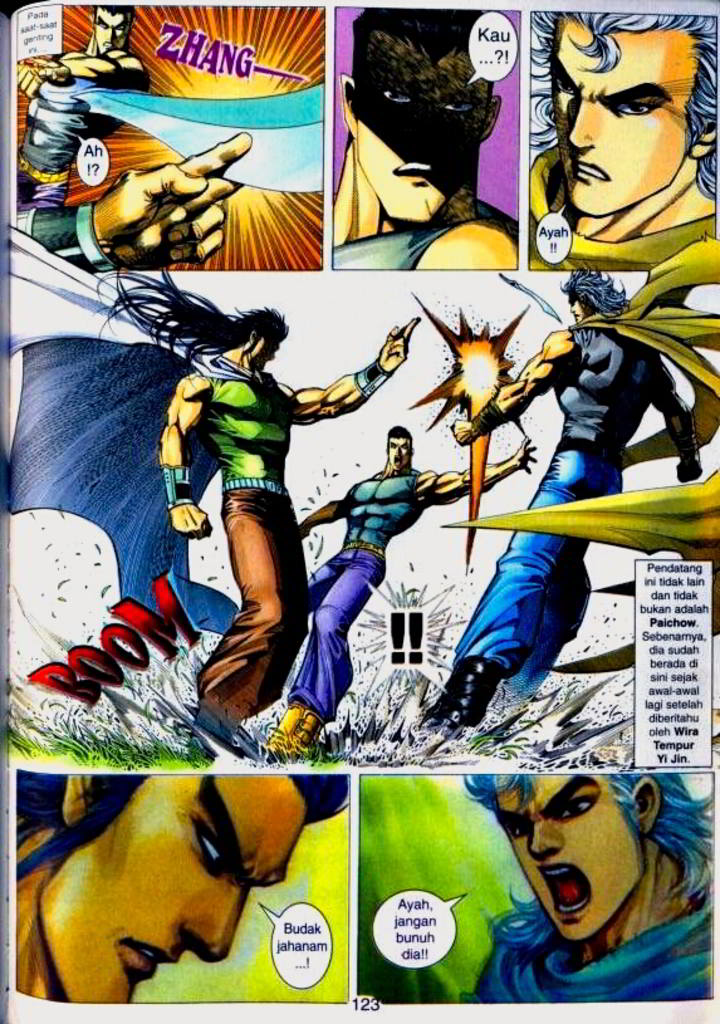 Pada
saat-saat
genting
ini...
ZHANG
Ah
!?
Kau
...?!
Ayah
!!
BOOM
!!
Pendatang
ini tidak lain
dan tidak
bukan adalah
Paichow.
Sebenarnya,
dia sudah
berada di
sini sejak
awal-awal
lagi setelah
diberitahu
oleh Wira
Tempur
Yi Jin.
Budak
jahanam
...!
Ayah,
jangan
bunuh
dia!!
123